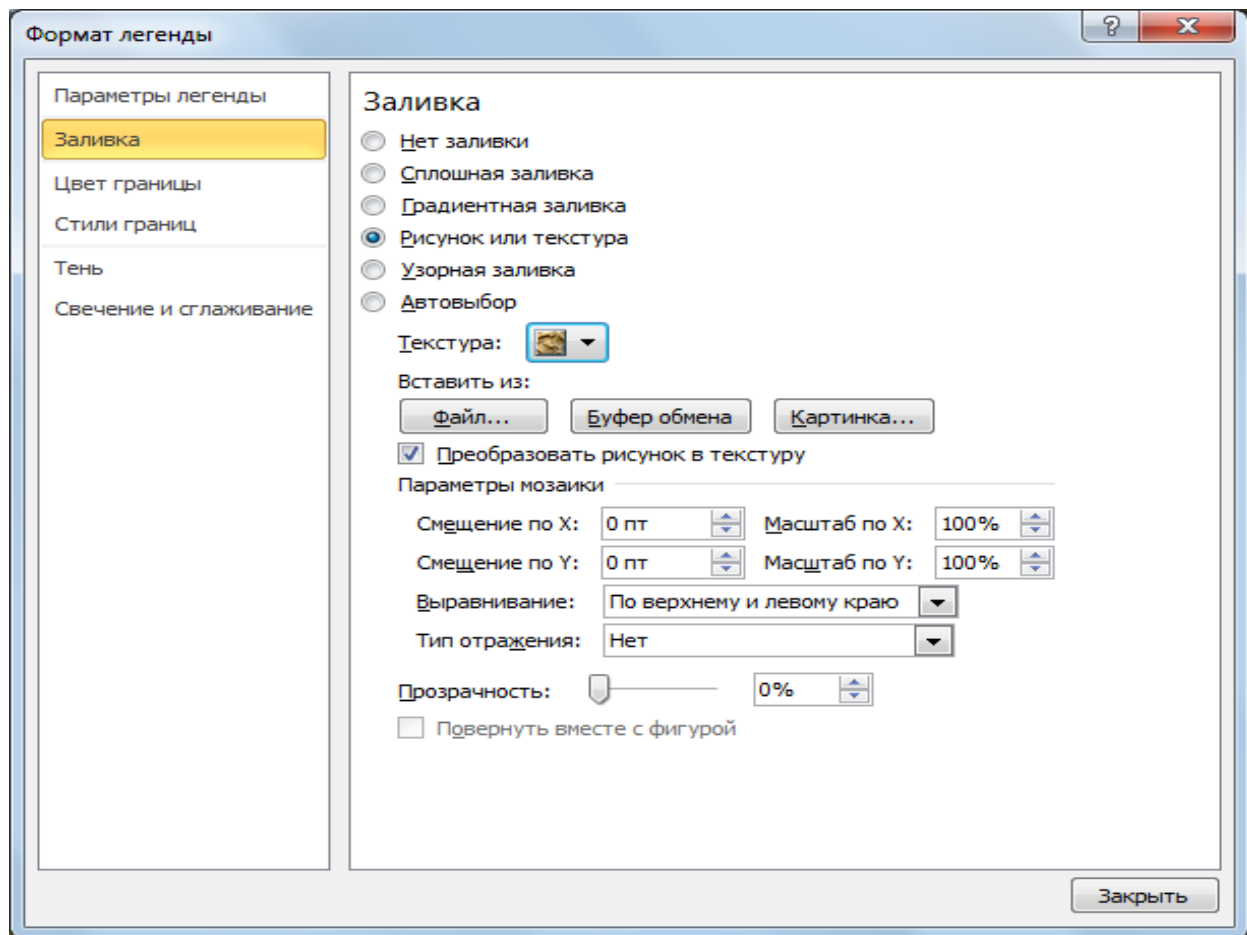 Формат легенды
Параметры легенды
Заливка
Цвет границы
Стили границ
Тень
Свечение и сглаживание
Заливка
Нет заливки
Сплошная заливка
Градиентная заливка
Рисунок или текстура
Узорная заливка
Автовыбор
Текстура:
Вставить из:
Файл... Буфер обмена Картинка...
Преобразовать рисунок в текстуру
Параметры мозаики
Смещение по X: 0 пт Масштаб по X: 100%
Смещение по Y: 0 пт Масштаб по Y: 100%
Выравнивание: По верхнему и левому краю
Тип отражения: Нет
Прозрачность: 0%
Повернуть вместе с фигурой
Закрыть